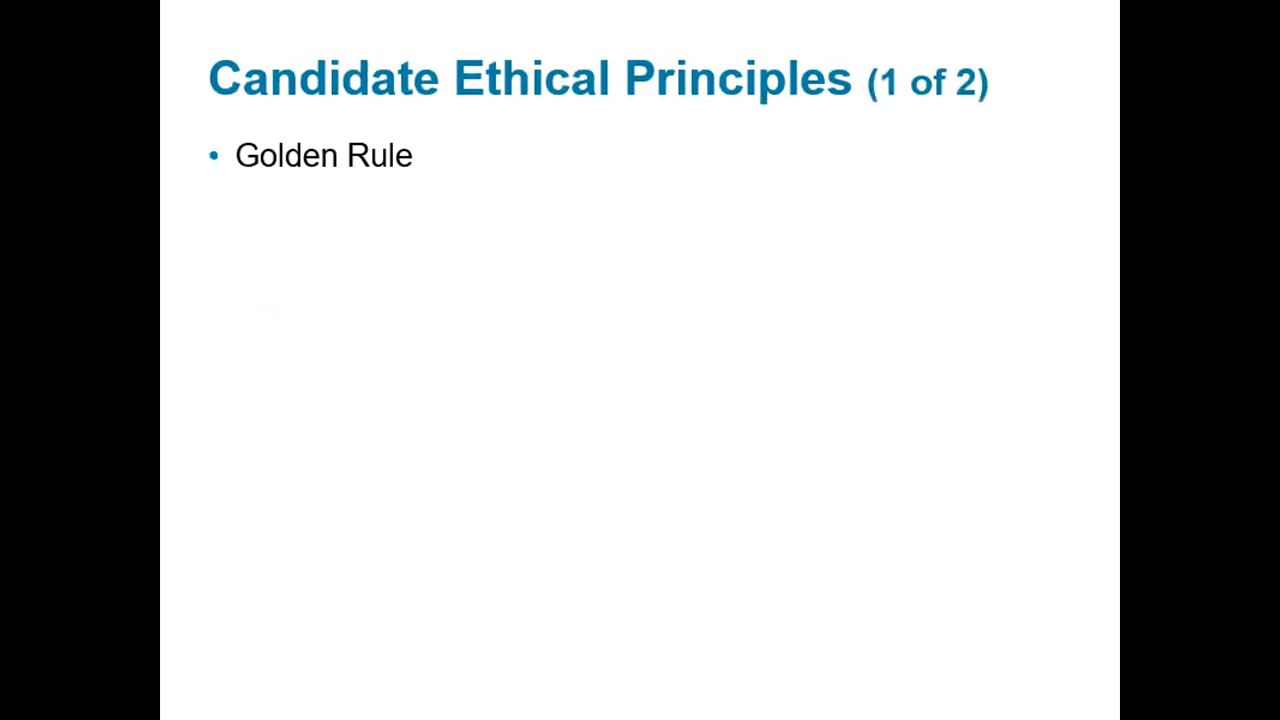 Candidate Ethical Principles (1 of 2)
• Golden Rule